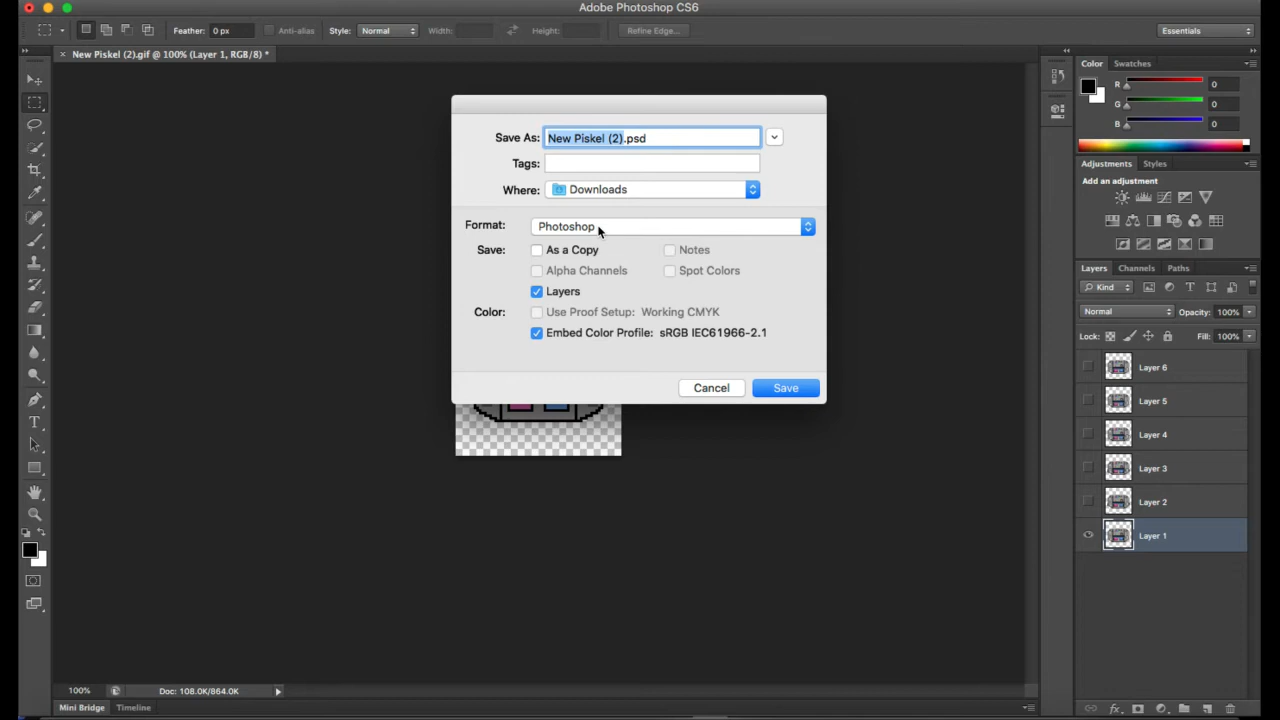 Adobe Photoshop CS6
Feather: 0 px Anti-alias Style: Normal Width: Height: Refine Edge... Essentials
× New Piskel (2).gif @ 100% (Layer 1, RGB/8) *
Color Swatches
R 0
G 0
B 0
Save As: New Piskel (2).psd
Tags:
Where: Downloads
Format: Photoshop
Save: As a Copy Notes
Alpha Channels Spot Colors
Layers
Color: Use Proof Setup: Working CMYK
Embed Color Profile: sRGB IEC61966-2.1
Cancel Save
Adjustments Styles
Add an adjustment
Layers Channels Paths
Kind
Normal Opacity: 100%
Lock: Fill: 100%
Layer 6
Layer 5
Layer 4
Layer 3
Layer 2
Layer 1
100% Doc: 108.0K/864.0K
Mini Bridge Timeline